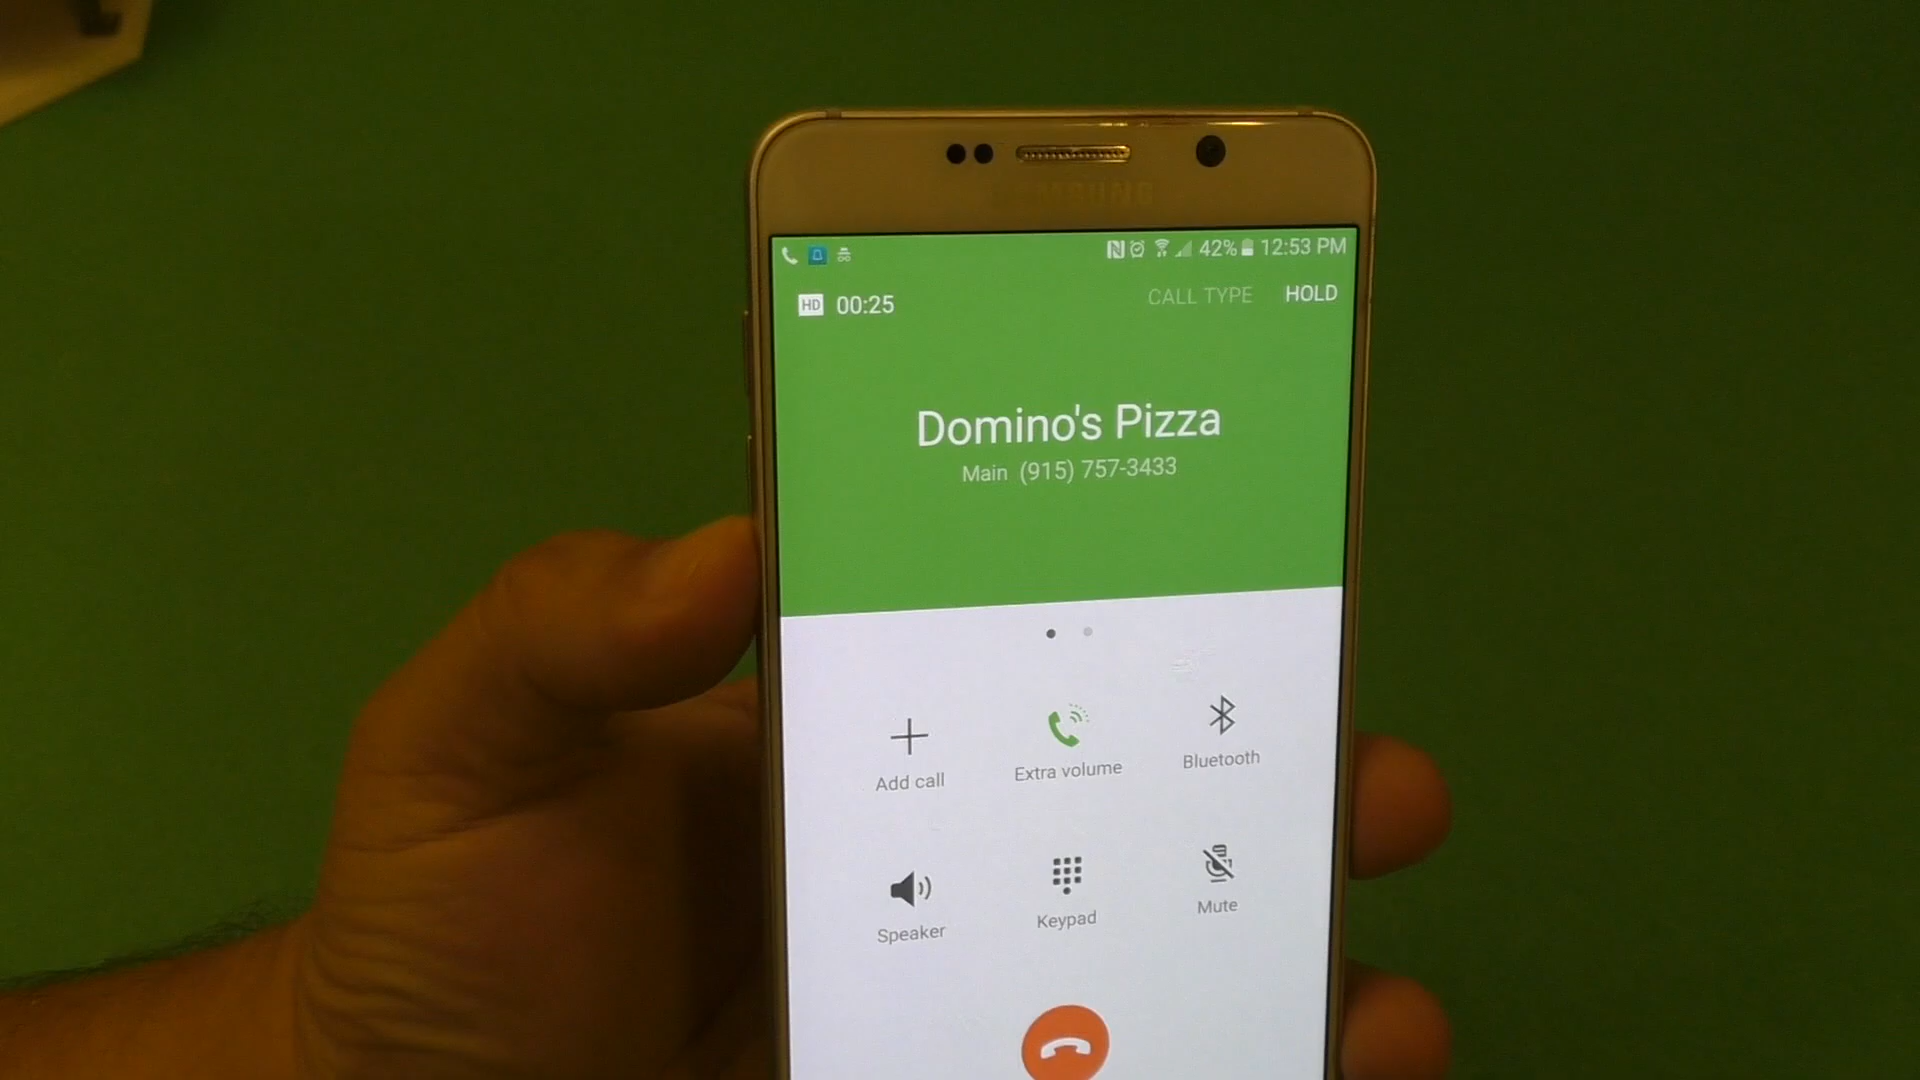 SAMSUNG
42% 12:53 PM
HD 00:25 CALL TYPE HOLD
Domino's Pizza
Main (915) 757-3433
Add call Extra volume Bluetooth
Speaker Keypad Mute